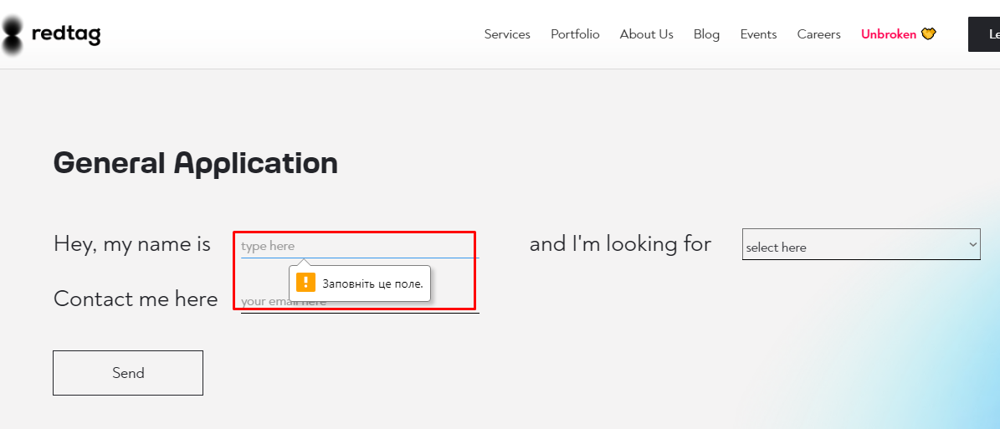 redtag
Services Portfolio About Us Blog Events Careers Unbroken
General Application
Hey, my name is type here and I'm looking for select here
Заповніть це поле.
Contact me here your email here
Send